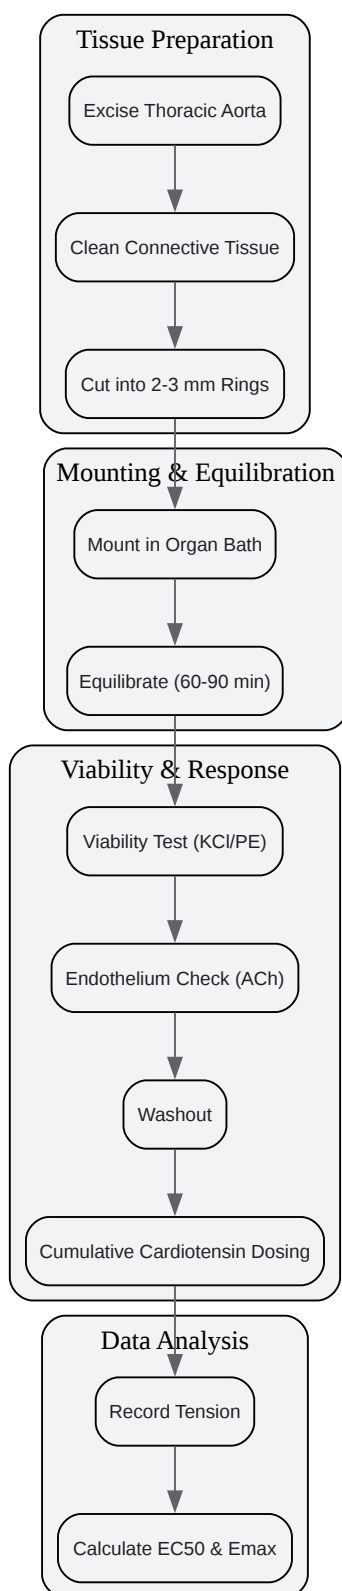 Tissue Preparation
Excise Thoracic Aorta
Clean Connective Tissue
Cut into 2-3 mm Rings
Mounting & Equilibration
Mount in Organ Bath
Equilibrate (60-90 min)
Viability & Response
Viability Test (KCl/PE)
Endothelium Check (ACh)
Washout
Cumulative Cardiotensin Dosing
Data Analysis
Record Tension
Calculate EC50 & Emax